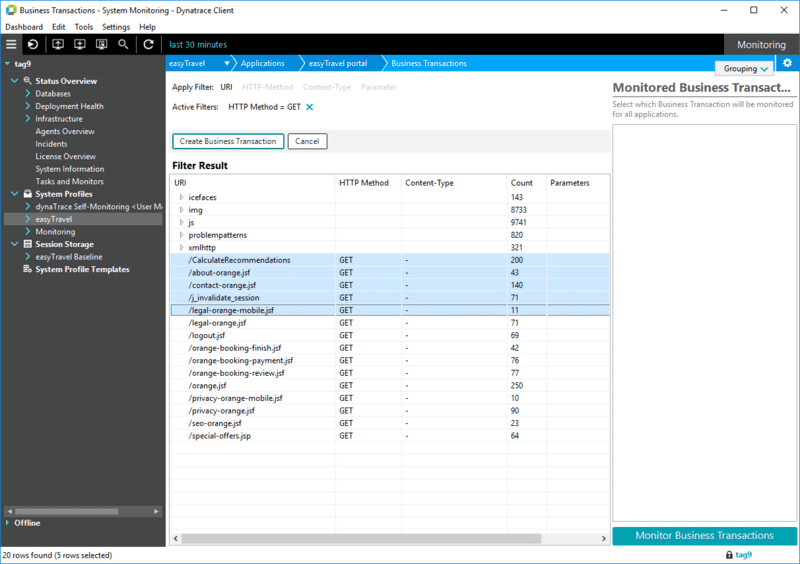 Business Transactions - System Monitoring - Dynatrace Client
Dashboard Edit Tools Settings Help
last 30 minutes Monitoring
tag9
Status Overview
Databases
Deployment Health
Infrastructure
Agents Overview
Incidents
License Overview
System Information
Tasks and Monitors
System Profiles
dynaTrace Self-Monitoring <User Mo
easyTravel
Monitoring
Session Storage
easyTravel Baseline
System Profile Templates
Offline
easyTravel Applications easyTravel portal Business Transactions
Grouping
Apply Filter: URI HTTP-Method Content-Type Parameter
Active Filters: HTTP Method = GET
Create Business Transaction Cancel
Filter Result
URI HTTP Method Content-Type Count Parameters
icefaces 143
img 8733
js 9741
problempatterns 820
xmlhttp 321
/CalculateRecommendations GET - 200
/about-orange.jsf GET - 43
/contact-orange.jsf GET - 140
/j_invalidate_session GET - 71
/legal-orange-mobile.jsf GET - 11
/legal-orange.jsf GET - 71
/logout.jsf GET - 69
/orange-booking-finish.jsf GET - 42
/orange-booking-payment.jsf GET - 76
/orange-booking-review.jsf GET - 77
/orange.jsf GET - 250
/privacy-orange-mobile.jsf GET - 10
/privacy-orange.jsf GET - 90
/seo-orange.jsf GET - 23
/special-offers.jsp GET - 64
Monitored Business Transact...
Select which Business Transaction will be monitored
for all applications.
Monitor Business Transactions
20 rows found (5 rows selected) tag9